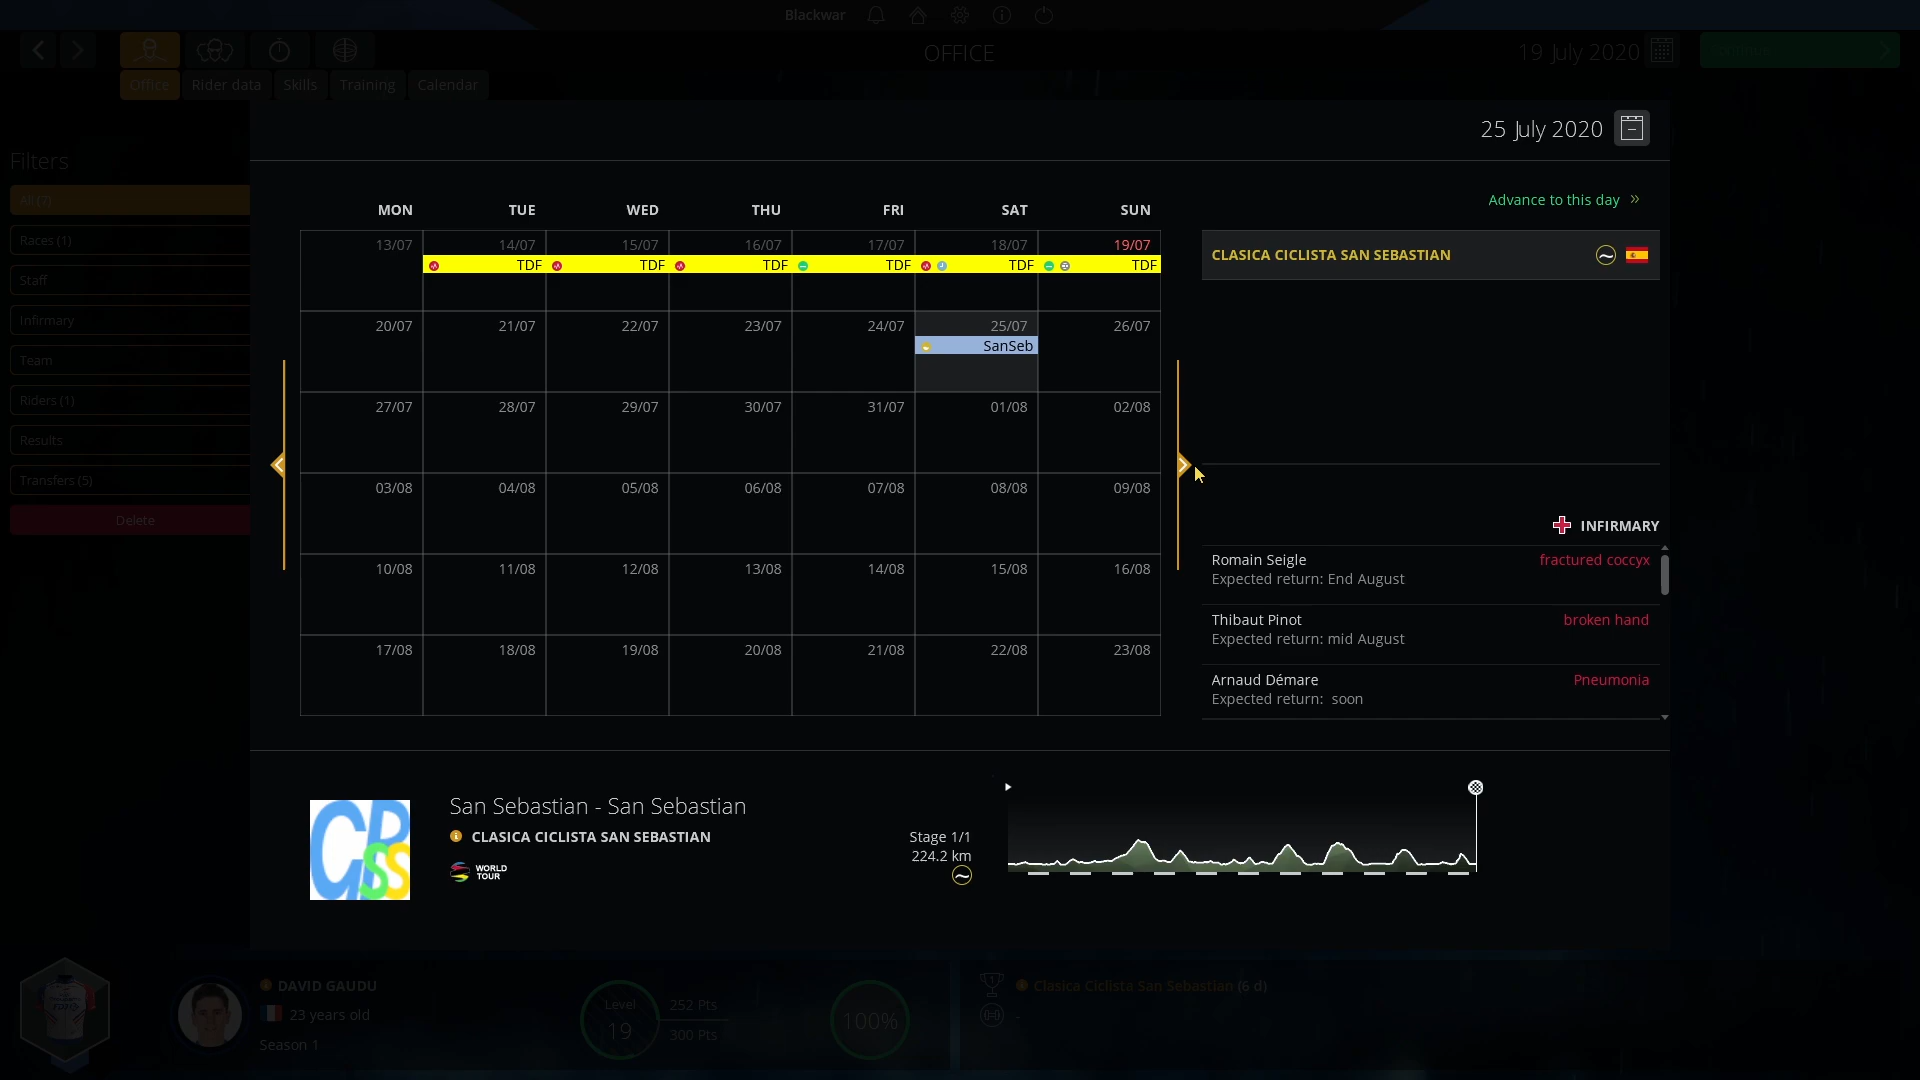 Blackwar
OFFICE
19 July 2020
Office
Rider data
Skills
Training
Calendar
25 July 2020
Filters
All (7)
Races (1)
Staff
Infirmary
Team
Riders (1)
Results
Transfers (5)
Delete
MON TUE WED THU FRI SAT SUN
13/07 14/07 15/07 16/07 17/07 18/07 19/07
TDF TDF TDF TDF TDF TDF
20/07 21/07 22/07 23/07 24/07 25/07 26/07
SanSeb
27/07 28/07 29/07 30/07 31/07 01/08 02/08
03/08 04/08 05/08 06/08 07/08 08/08 09/08
10/08 11/08 12/08 13/08 14/08 15/08 16/08
17/08 18/08 19/08 20/08 21/08 22/08 23/08
Advance to this day
CLASICA CICLISTA SAN SEBASTIAN
INFIRMARY
Romain Seigle fractured coccyx
Expected return: End August
Thibaut Pinot broken hand
Expected return: mid August
Arnaud Démare Pneumonia
Expected return: soon
San Sebastian - San Sebastian
CLASICA CICLISTA SAN SEBASTIAN
WORLD
TOUR
Stage 1/1
224.2 km
DAVID GAUDU
23 years old
Season 1
Level
19
252 Pts
300 Pts
100%
Clasica Ciclista San Sebastian (6 d)
-